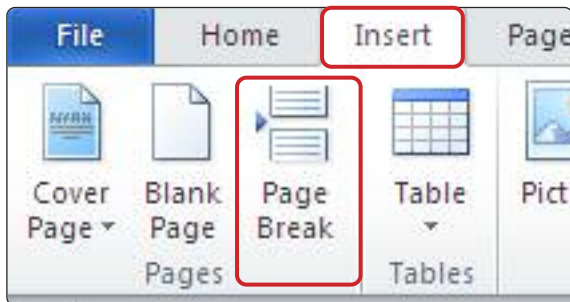 File Home Insert Page
Cover Blank Page Table Pict
Page Page Break
Pages Tables